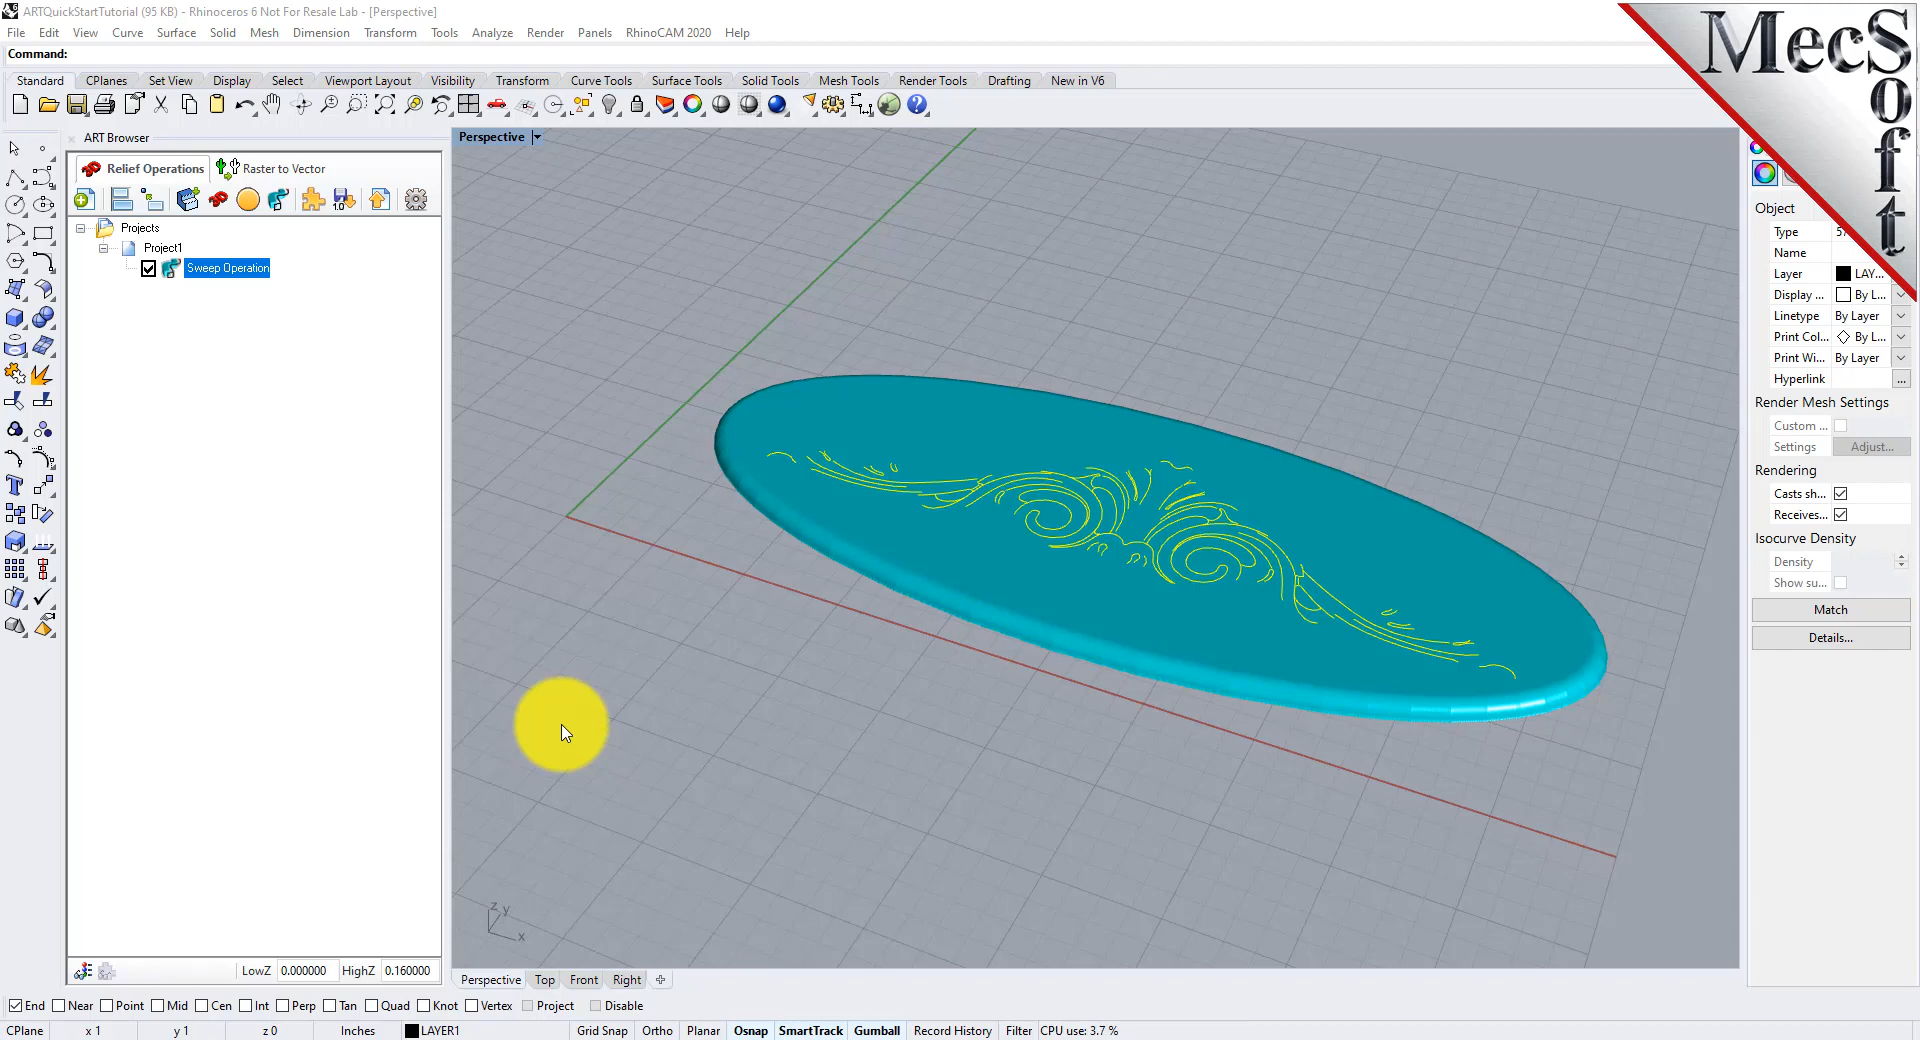 ARTQuickStartTutorial (95 KB) - Rhinoceros 6 Not For Resale Lab - [Perspective]
File Edit View Curve Surface Solid Mesh Dimension Transform Tools Analyze Render Panels RhinoCAM 2020 Help
Command:
Standard CPlanes Set View Display Select Viewport Layout Visibility Transform Curve Tools Surface Tools Solid Tools Mesh Tools Render Tools Drafting New in V6
MecSoft
ART Browser
Relief Operations Raster to Vector
1.0
Projects
Project1
Sweep Operation
LowZ 0.000000 HighZ 0.160000
Perspective
z y
x
Perspective Top Front Right
Object
Type
Name
Layer LAY...
Display ... By L...
Linetype By Layer
Print Col... By L...
Print Wi... By Layer
Hyperlink ...
Render Mesh Settings
Custom ...
Settings Adjust...
Rendering
Casts sh...
Receives...
Isocurve Density
Density
Show su...
Match
Details...
End Near Point Mid Cen Int Perp Tan Quad Knot Vertex Project Disable
CPlane x 1 y 1 z 0 Inches LAYER1 Grid Snap Ortho Planar Osnap SmartTrack Gumball Record History Filter CPU use: 3.7 %